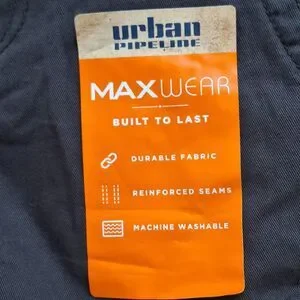 urban
PIPELINE
MAXWEAR
BUILT TO LAST
DURABLE FABRIC
REINFORCED SEAMS
MACHINE WASHABLE